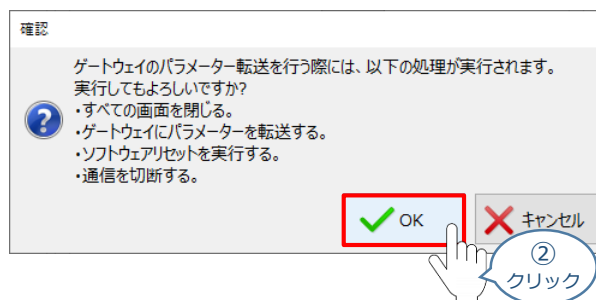 確認
ゲートウェイのパラメーター転送を行う際には、以下の処理が実行されます。
実行してもよろしいですか?
・すべての画面を閉じる。
・ゲートウェイにパラメーターを転送する。
・ソフトウェアリセットを実行する。
・通信を切断する。
OK
キャンセル
②
クリック